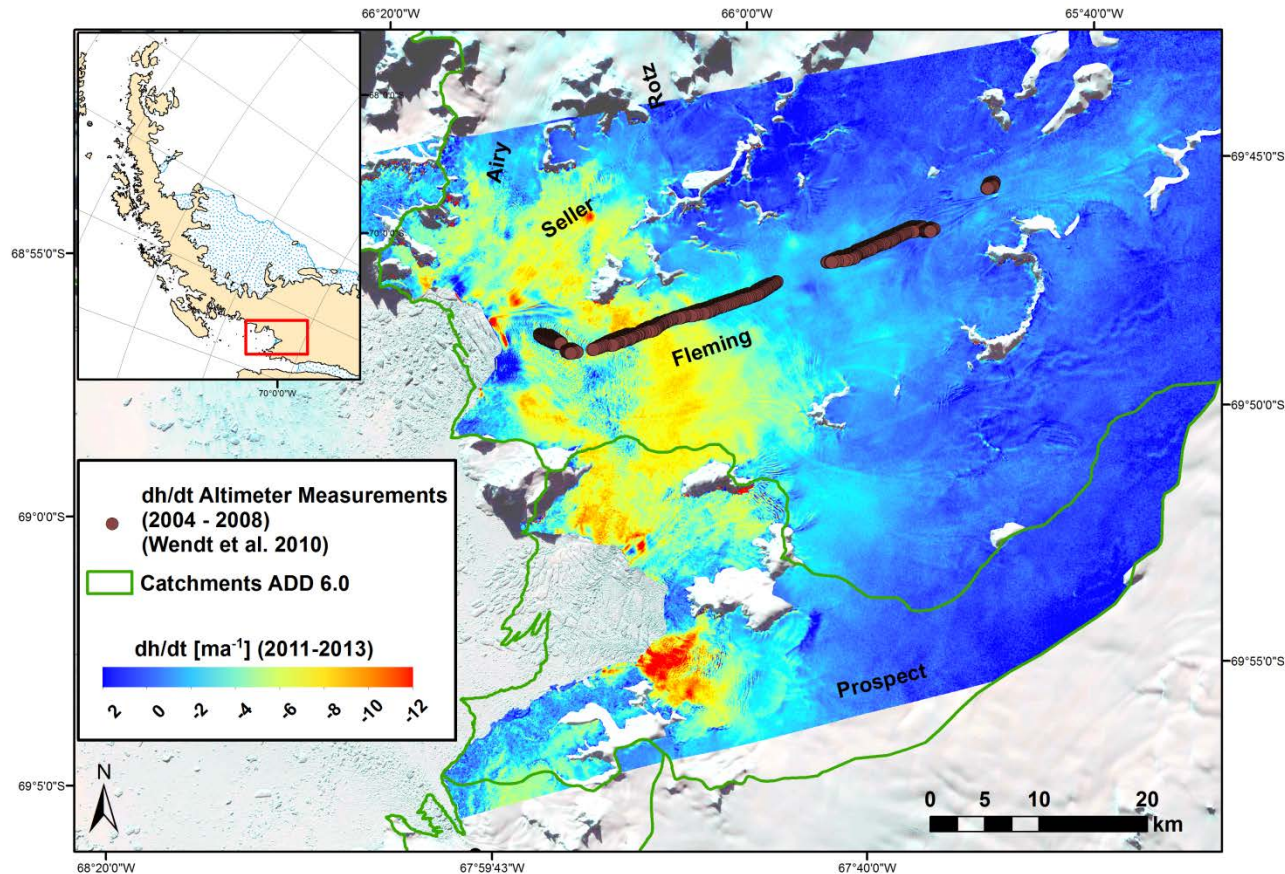 66°20'0"W
66°0'0"W
65°40'0"W
Rotz
Airy
69°45'0"S
Seller
70°0'0"S
68°55'0"S
Fleming
70°0'0"W
69°50'0"S
dh/dt Altimeter Measurements
(2004 - 2008)
(Wendt et al. 2010)
69°0'0"S
Catchments ADD 6.0
dh/dt [ma⁻¹] (2011-2013)
2 0 -2 -4 -6 -8 -10 -12
69°55'0"S
Prospect
69°5'0"S
N
0 5 10 20
km
68°20'0"W
67°59'43"W
67°40'0"W